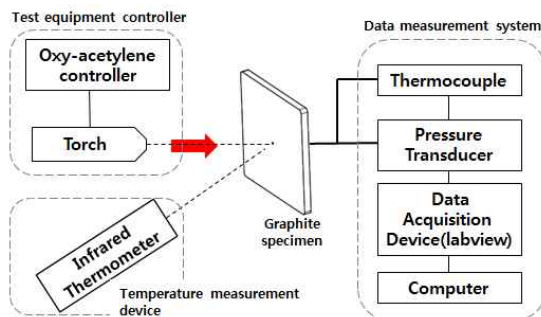 Test equipment controller
Oxy-acetylene
controller
Torch
Infrared
Thermometer
Temperature measurement
device
Graphite
specimen
Data measurement system
Thermocouple
Pressure
Transducer
Data
Acquisition
Device(labview)
Computer